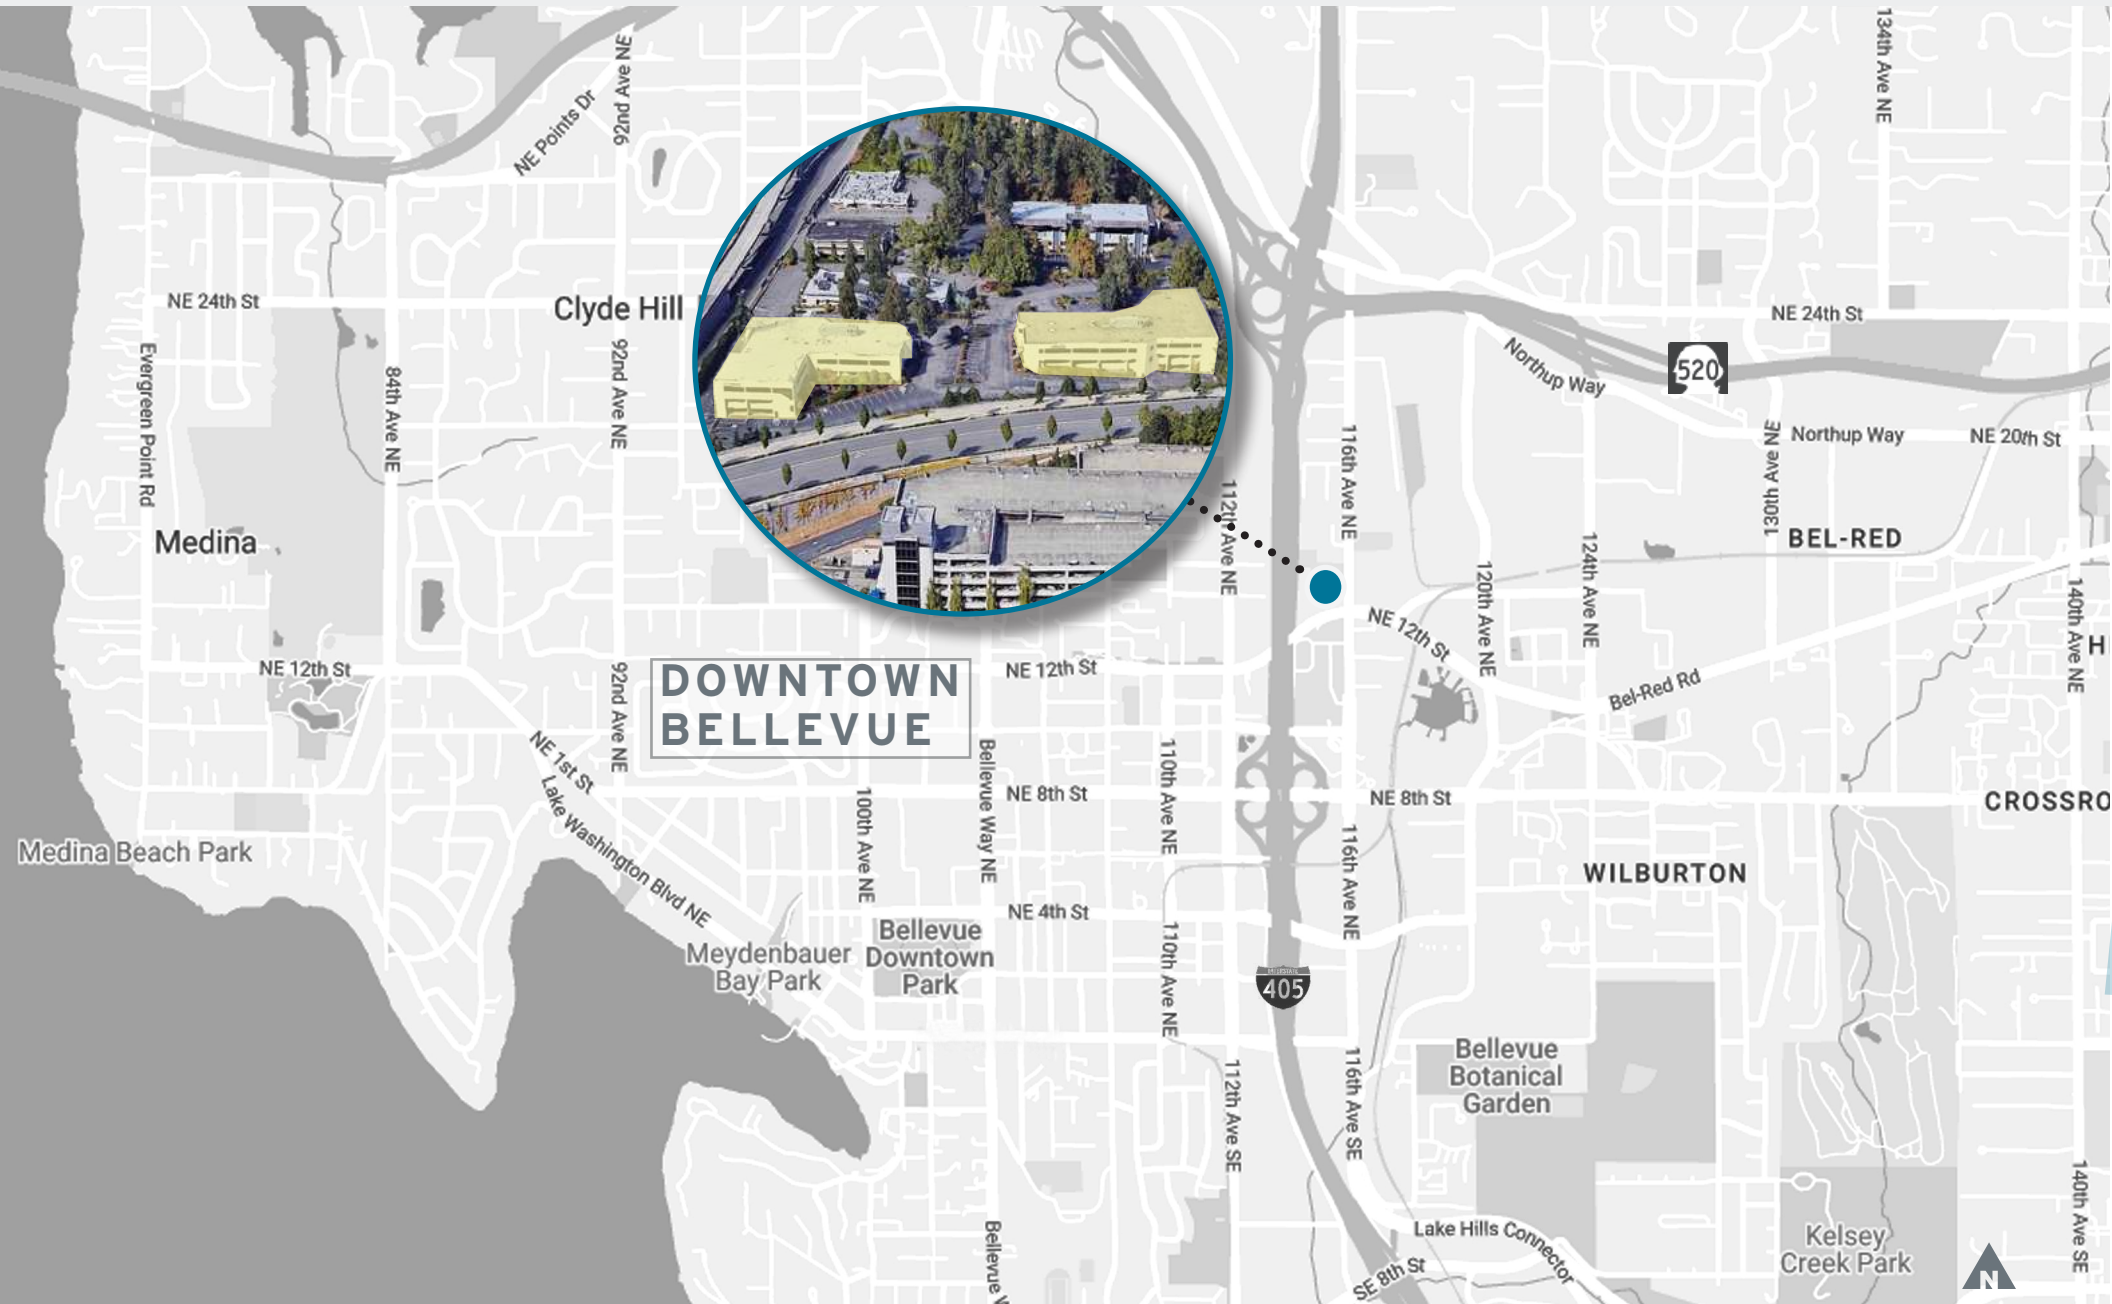 134th Ave NE
92nd Ave NE
NE Points Dr
NE 24th St
Clyde Hill
NE 24th St
520
Northup Way
Evergreen Point Rd
84th Ave NE
92nd Ave NE
116th Ave NE
130th Ave NE
Northup Way
NE 20th St
112th Ave NE
Medina
BEL-RED
120th Ave NE
124th Ave NE
140th Ave NE
NE 12th St
H
NE 12th St
92nd Ave NE
DOWNTOWN
BELLEVUE
NE 12th St
Bel-Red Rd
NE 1st St
Lake Washington Blvd NE
100th Ave NE
Bellevue Way NE
NE 8th St
110th Ave NE
NE 8th St
CROSSRO
Medina Beach Park
116th Ave NE
WILBURTON
NE 4th St
Meydenbauer
Bay Park
Bellevue
Downtown
Park
110th Ave NE
INTERSTATE
405
112th Ave SE
116th Ave SE
Bellevue
Botanical
Garden
140th Ave SE
Bellevue W
Lake Hills Connector
SE 8th St
Kelsey
Creek Park
N